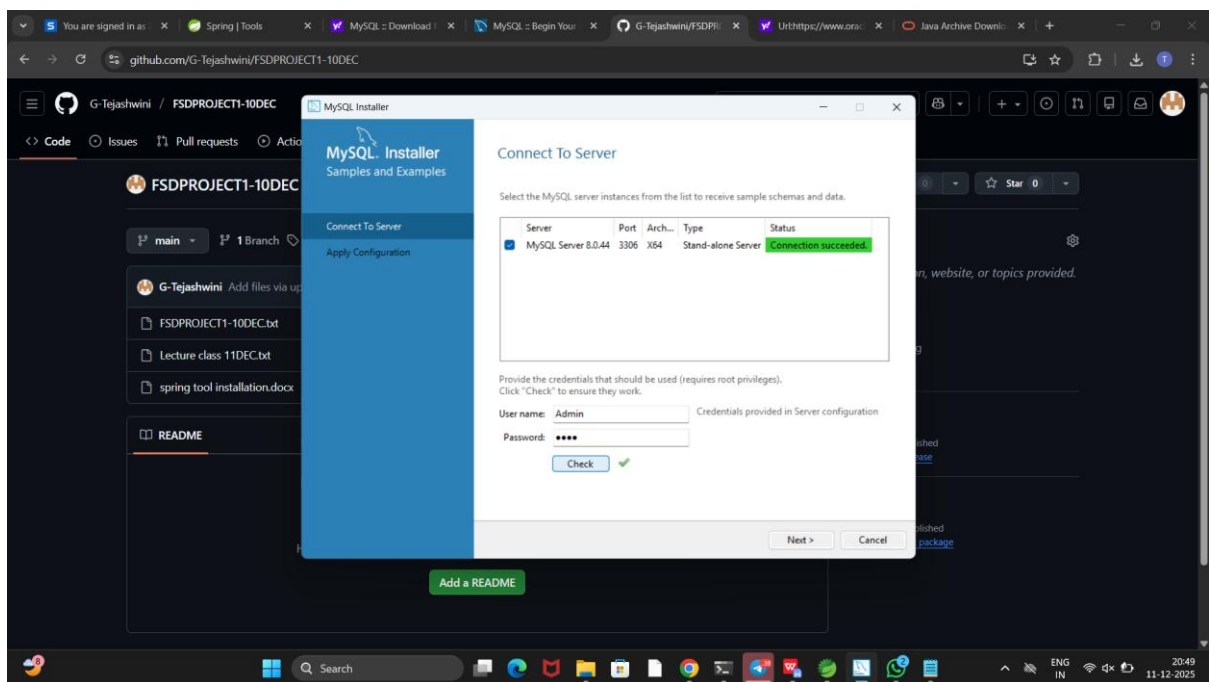 You are signed in as
Spring | Tools
MySQL :: Download
MySQL :: Begin Your
G-Tejashwini/FSDPR
Url:https://www.orac
Java Archive Downlo
github.com/G-Tejashwini/FSDPROJECT1-10DEC
G-Tejashwini / FSDPROJECT1-10DEC
<> Code Issues Pull requests Actio
FSDPROJECT1-10DEC
0 Star 0
main 1 Branch
n, website, or topics provided.
G-Tejashwini Add files via up
FSDPROJECT1-10DEC.txt
Lecture class 11DEC.txt
g
spring tool installation.docx
README
ished
ease
blished
package
H
Add a README
MySQL Installer
MySQL. Installer
Samples and Examples
Connect To Server
Apply Configuration
Connect To Server
Select the MySQL server instances from the list to receive sample schemas and data.
Server Port Arch... Type Status
MySQL Server 8.0.44 3306 X64 Stand-alone Server Connection succeeded.
Provide the credentials that should be used (requires root privileges).
Click "Check" to ensure they work.
User name: Admin Credentials provided in Server configuration
Password: ●●●●
Check
Next > Cancel
Search
ENG
IN
20:49
11-12-2025